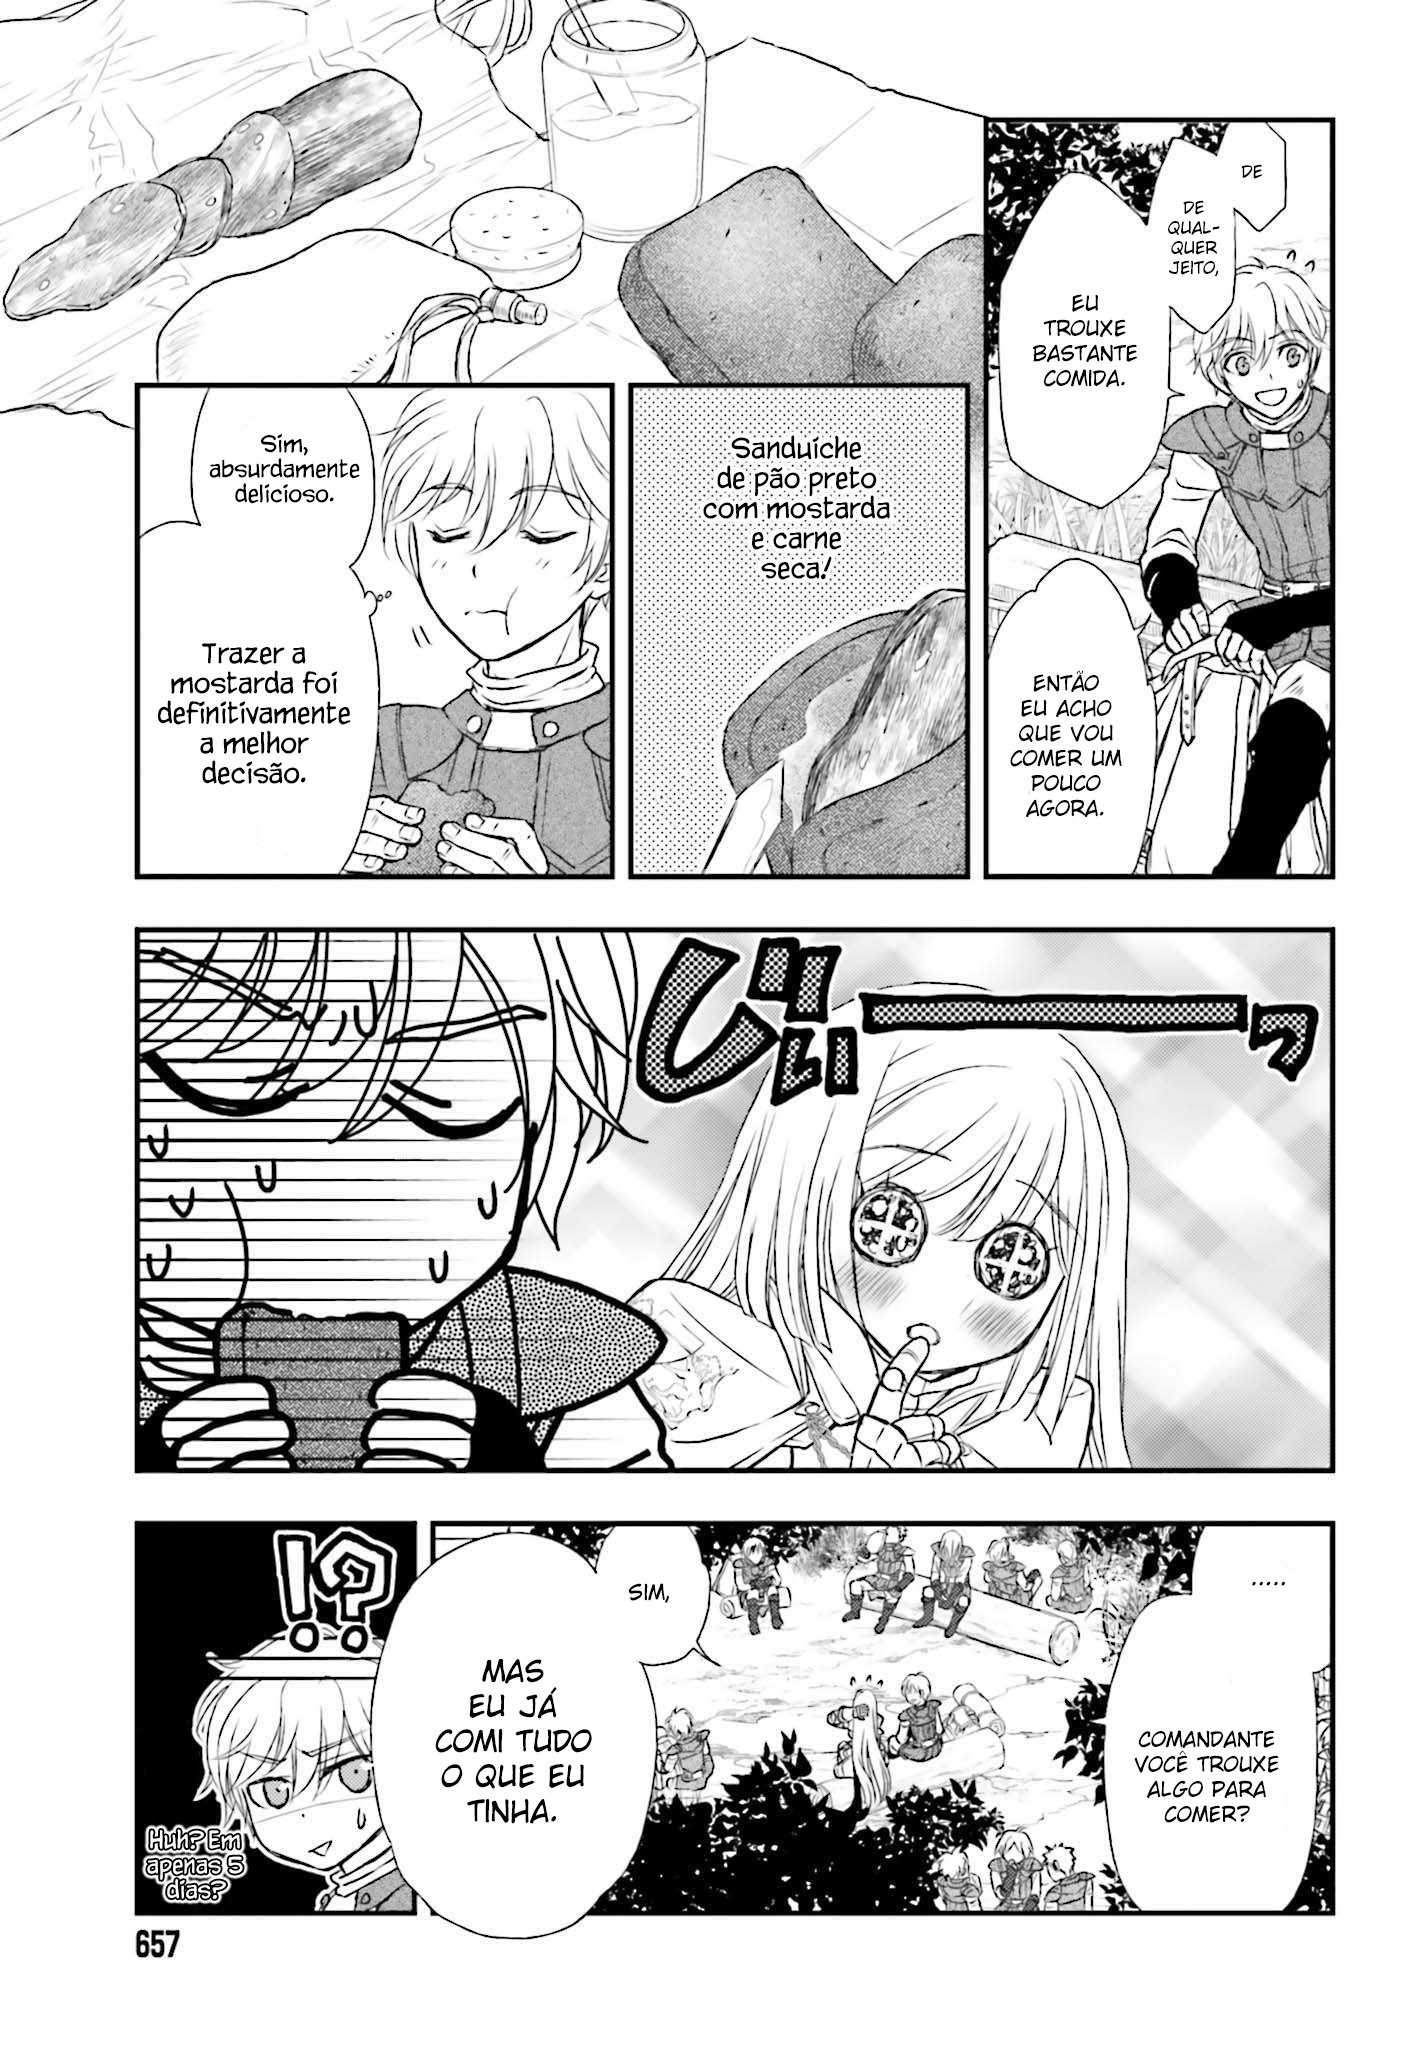 DE
DE
QUAL-
QUER
JEITO,
EU
TROUXE
BASTANTE
COMIDA.
ENTÃO
EU ACHO
QUE VOU
COMER UM
POUCO
AGORA.
Sanduíche
de pão preto
com mostarda
e carne
seca!
Sim,
absurdamente
delicioso.
Trazer a
mostarda foi
definitivamente
a melhor
decisão.
じぃーーっ
.....
COMANDANTE
VOCÊ TROUXE
ALGO PARA
COMER?
SIM,
MAS
EU JÁ
COMI TUDO
O QUE EU
TINHA.
!?
Huh? Em
apenas 5
dias?
657